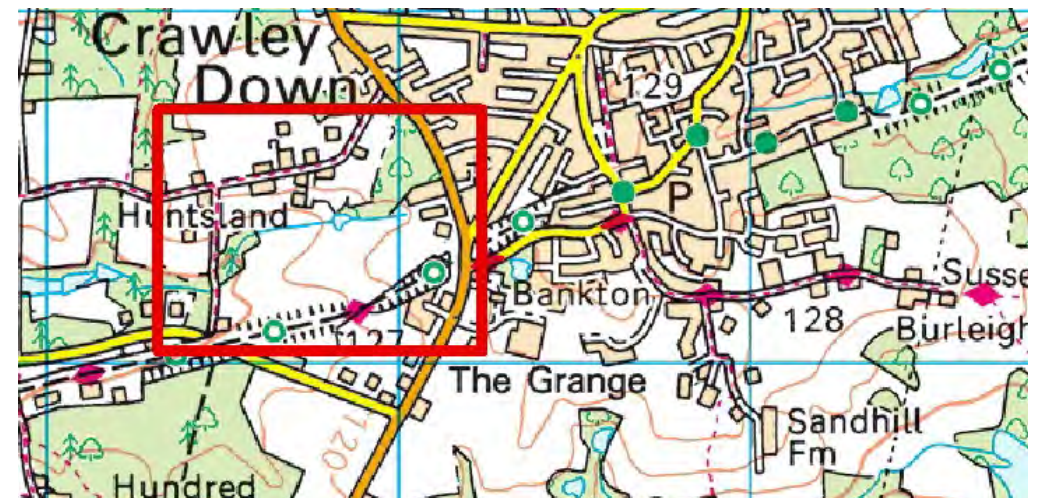 Crawley
Down
129
Huntsland
P
Bankton
Susse
127
128
Burleigh
The Grange
Sandhill
Fm
120
Hundred